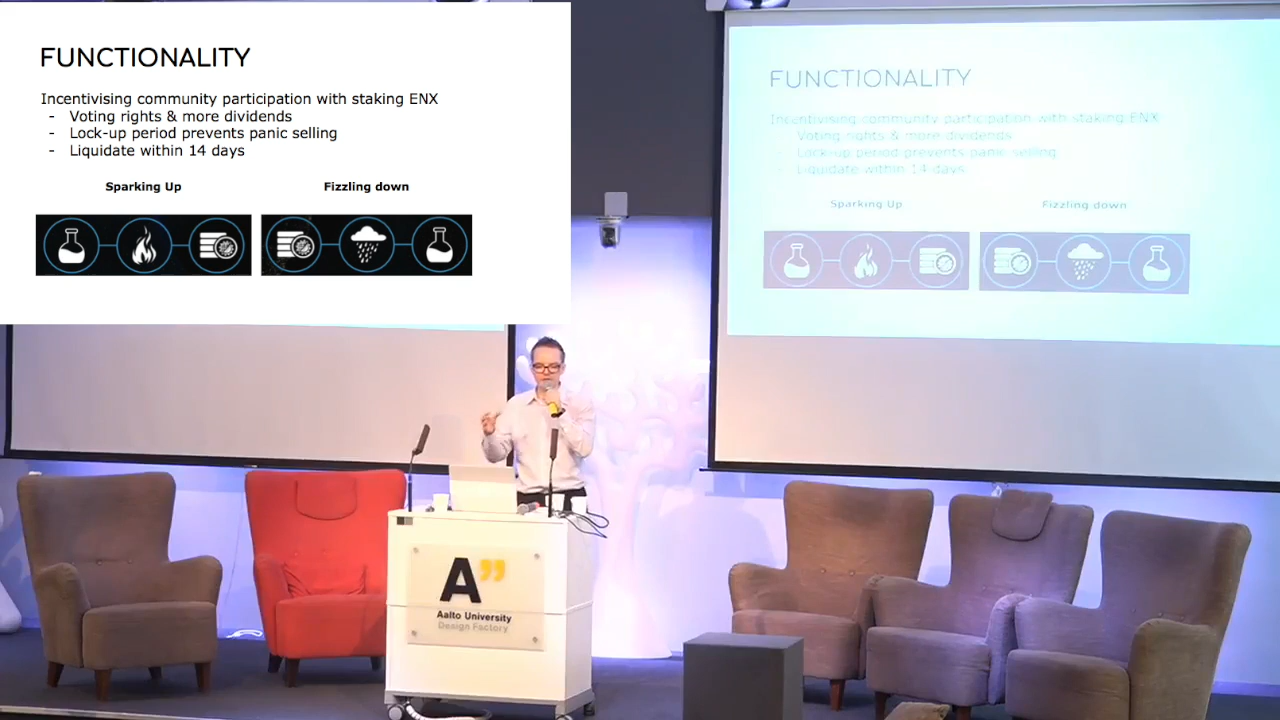 FUNCTIONALITY
Incentivising community participation with staking ENX
- Voting rights & more dividends
- Lock-up period prevents panic selling
- Liquidate within 14 days
Sparking Up
Fizzling down
FUNCTIONALITY
Incentivising community participation with staking ENX
Voting rights & more dividends
- Lock-up period prevents panic selling
- Liquidate within 14 days
Sparking Up
Fizzling down
A”
Aalto University
Design Factory